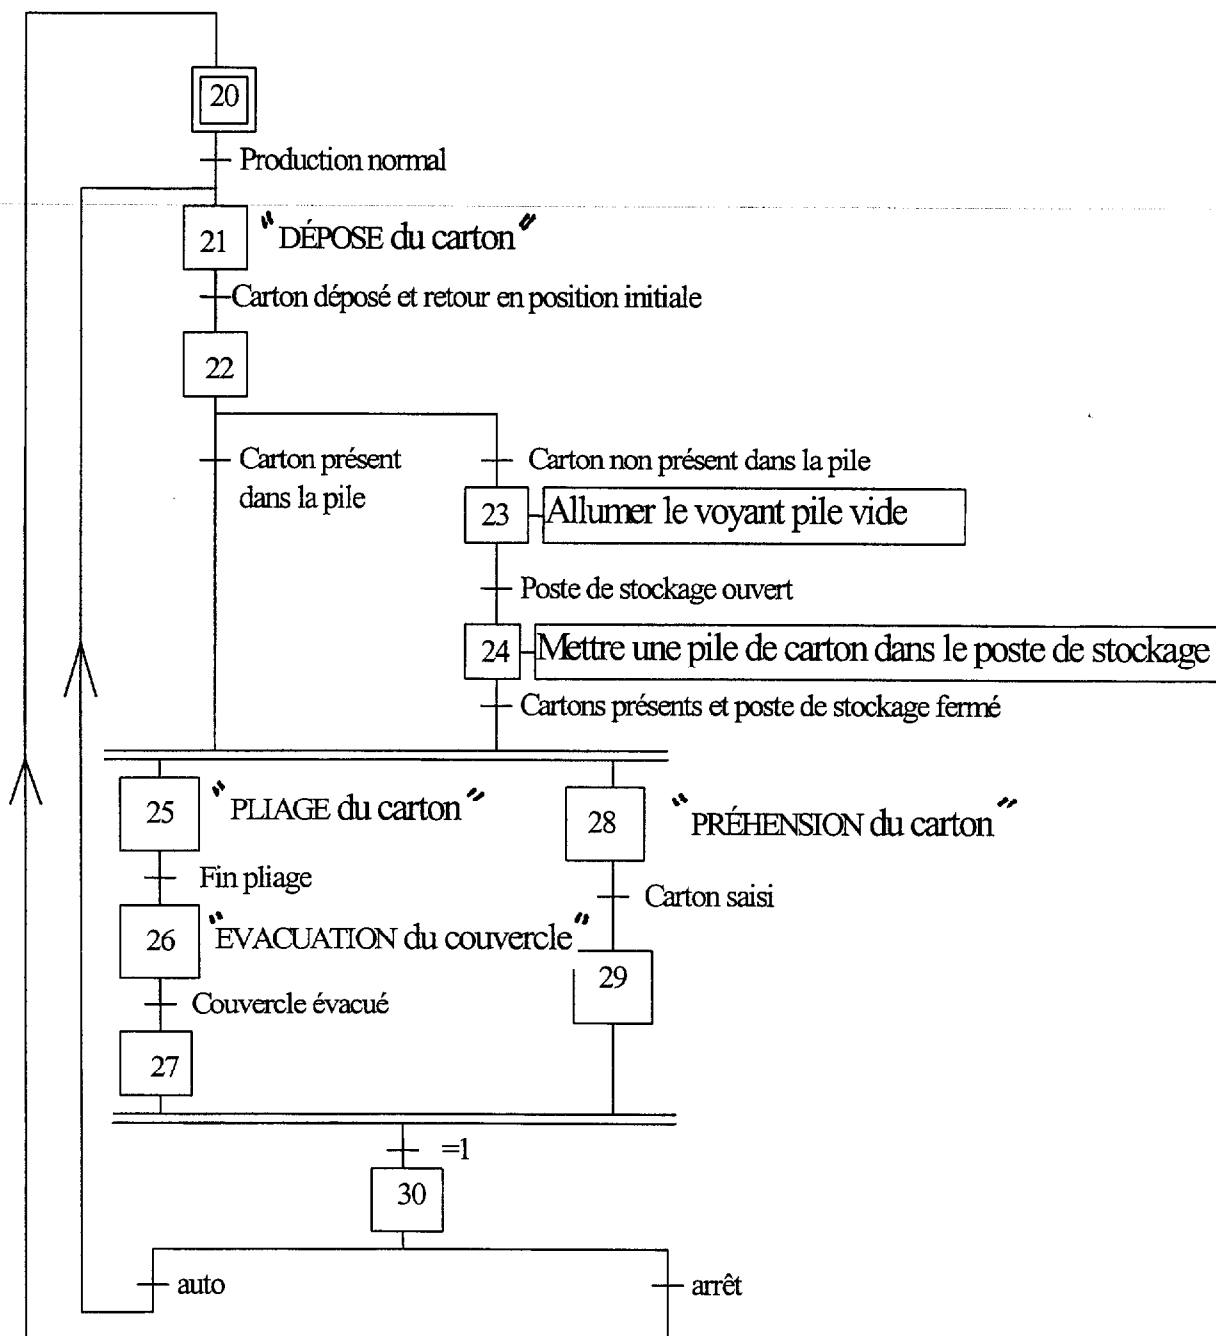 20
Production normal
21
"DÉPOSE du carton"
Carton déposé et retour en position initiale
22
Carton présent
dans la pile
Carton non présent dans la pile
23
Allumer le voyant pile vide
Poste de stockage ouvert
24
Mettre une pile de carton dans le poste de stockage
Cartons présents et poste de stockage fermé
25
"PLIAGE du carton"
28
"PRÉHENSION du carton"
Fin pliage
Carton saisi
26
"EVACUATION du couvercle"
29
Couvercle évacué
27
=1
30
auto
arrêt